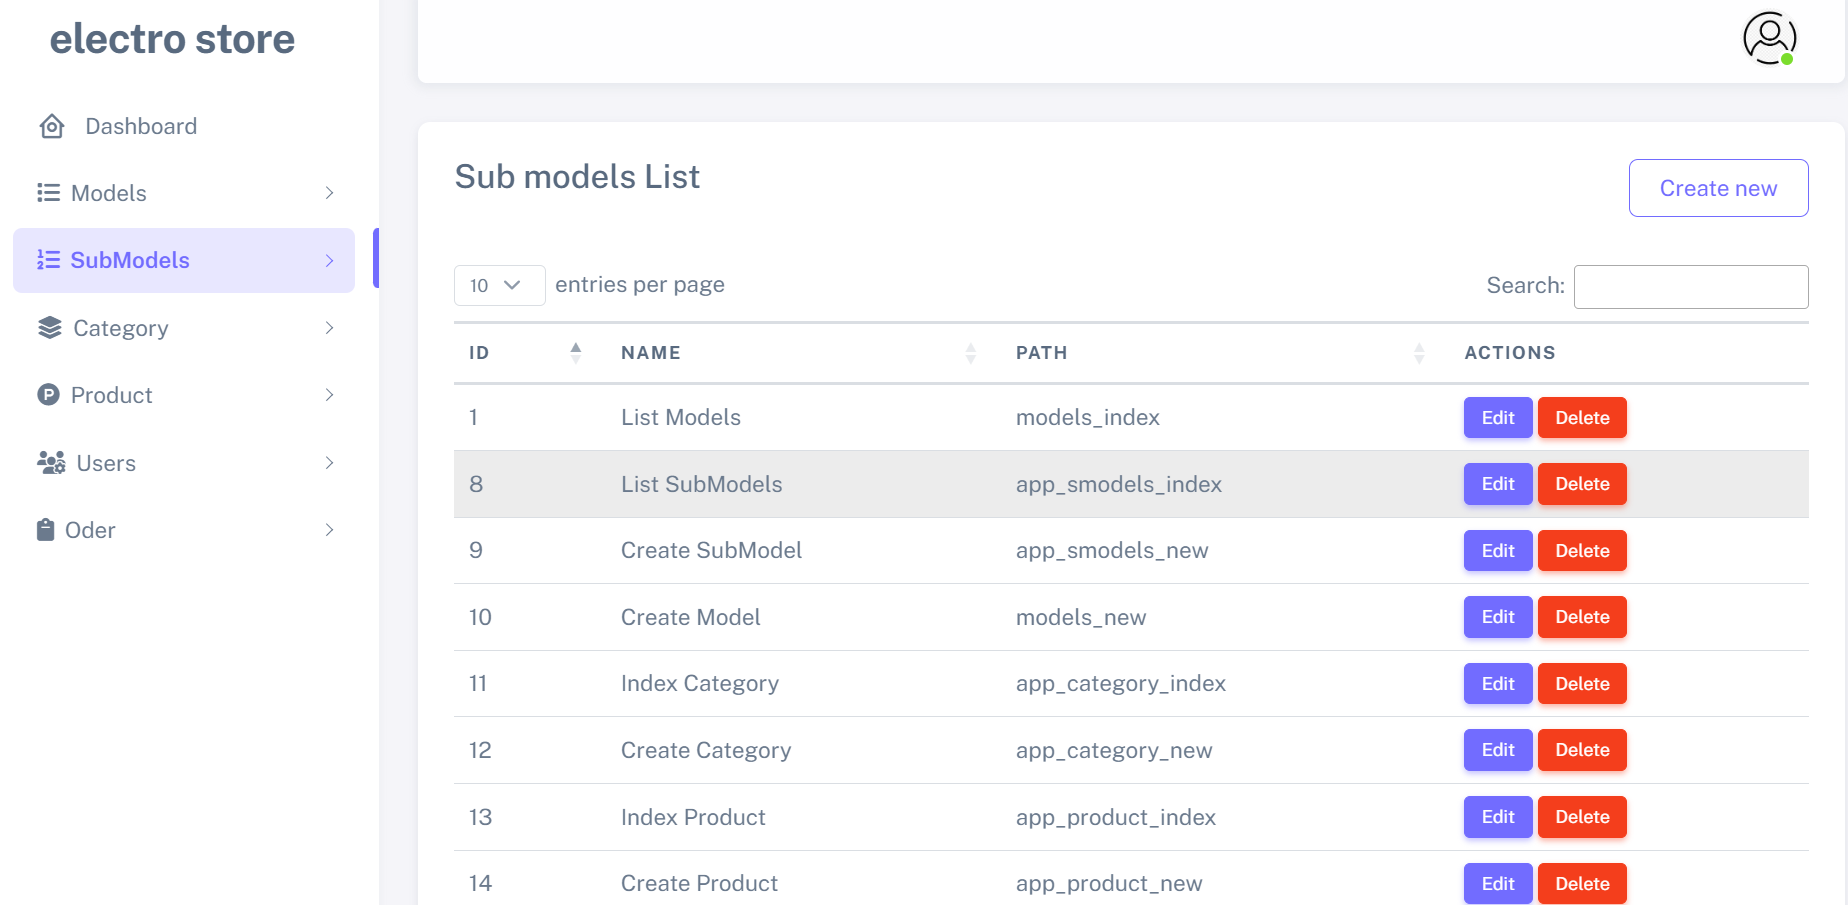 electro store
Dashboard
Models
SubModels
Category
Product
Users
Oder
Sub models List
Create new
10 entries per page
Search:
ID NAME PATH ACTIONS
1 List Models models_index Edit Delete
8 List SubModels app_smodels_index Edit Delete
9 Create SubModel app_smodels_new Edit Delete
10 Create Model models_new Edit Delete
11 Index Category app_category_index Edit Delete
12 Create Category app_category_new Edit Delete
13 Index Product app_product_index Edit Delete
14 Create Product app_product_new Edit Delete